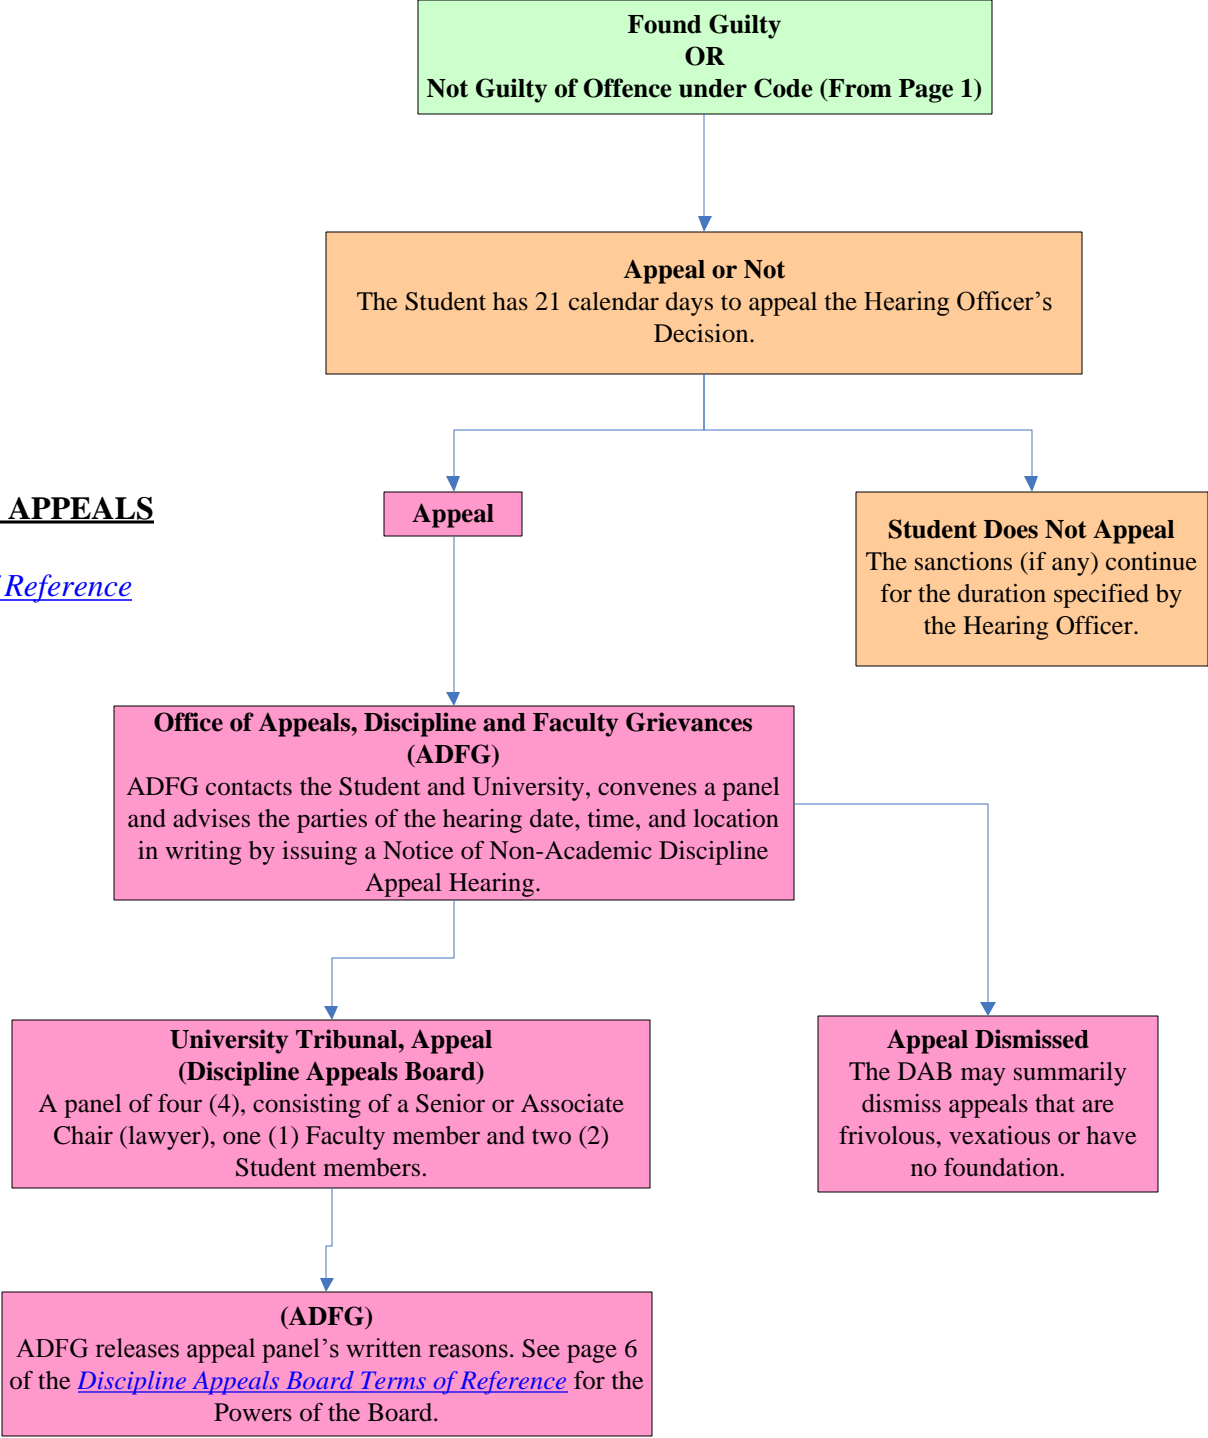 Found Guilty
OR
Not Guilty of Offence under Code (From Page 1)
Appeal or Not
The Student has 21 calendar days to appeal the Hearing Officer’s
Decision.
APPEALS
Reference
Appeal
Student Does Not Appeal
The sanctions (if any) continue
for the duration specified by
the Hearing Officer.
Office of Appeals, Discipline and Faculty Grievances
(ADFG)
ADFG contacts the Student and University, convenes a panel
and advises the parties of the hearing date, time, and location
in writing by issuing a Notice of Non-Academic Discipline
Appeal Hearing.
University Tribunal, Appeal
(Discipline Appeals Board)
A panel of four (4), consisting of a Senior or Associate
Chair (lawyer), one (1) Faculty member and two (2)
Student members.
Appeal Dismissed
The DAB may summarily
dismiss appeals that are
frivolous, vexatious or have
no foundation.
(ADFG)
ADFG releases appeal panel’s written reasons. See page 6
of the Discipline Appeals Board Terms of Reference for the
Powers of the Board.